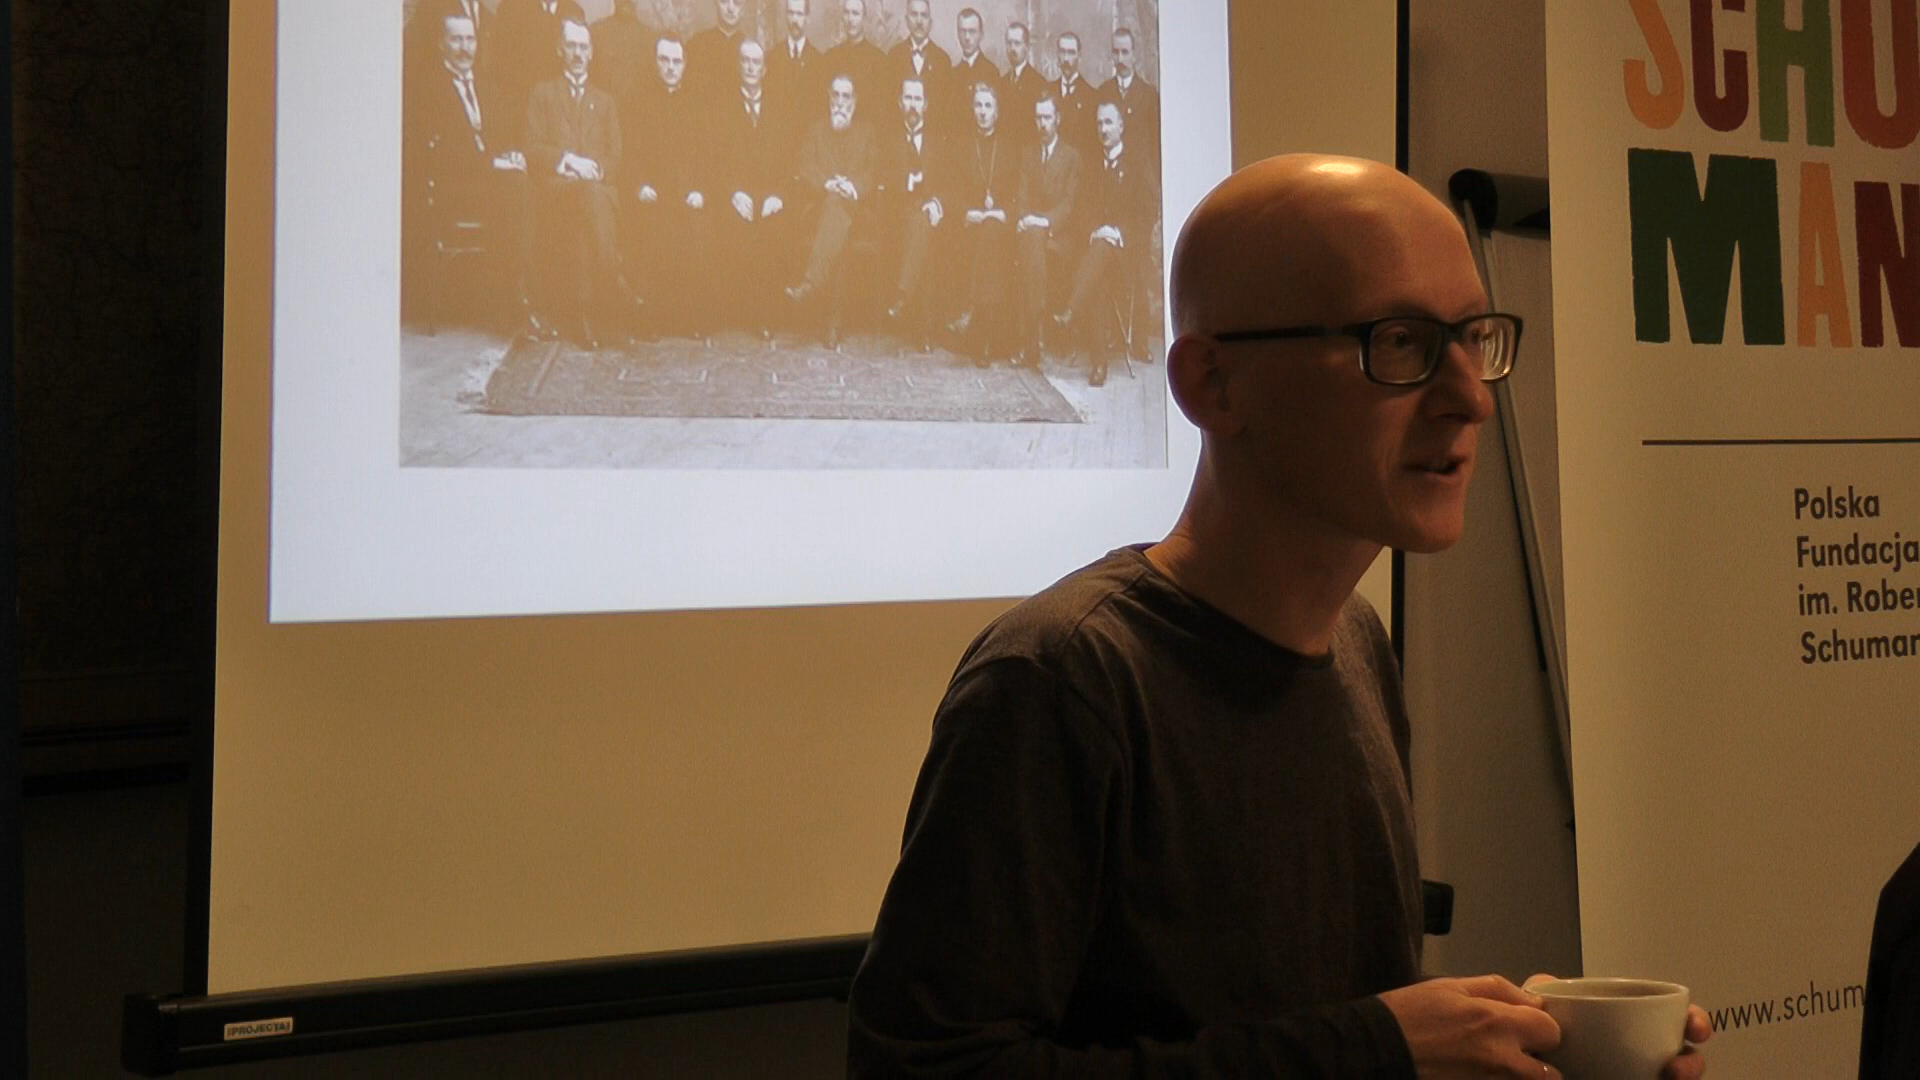 SCHU
MAN
Polska
Fundacja
im. Rober
Schuman
www.schum
PROJECTA